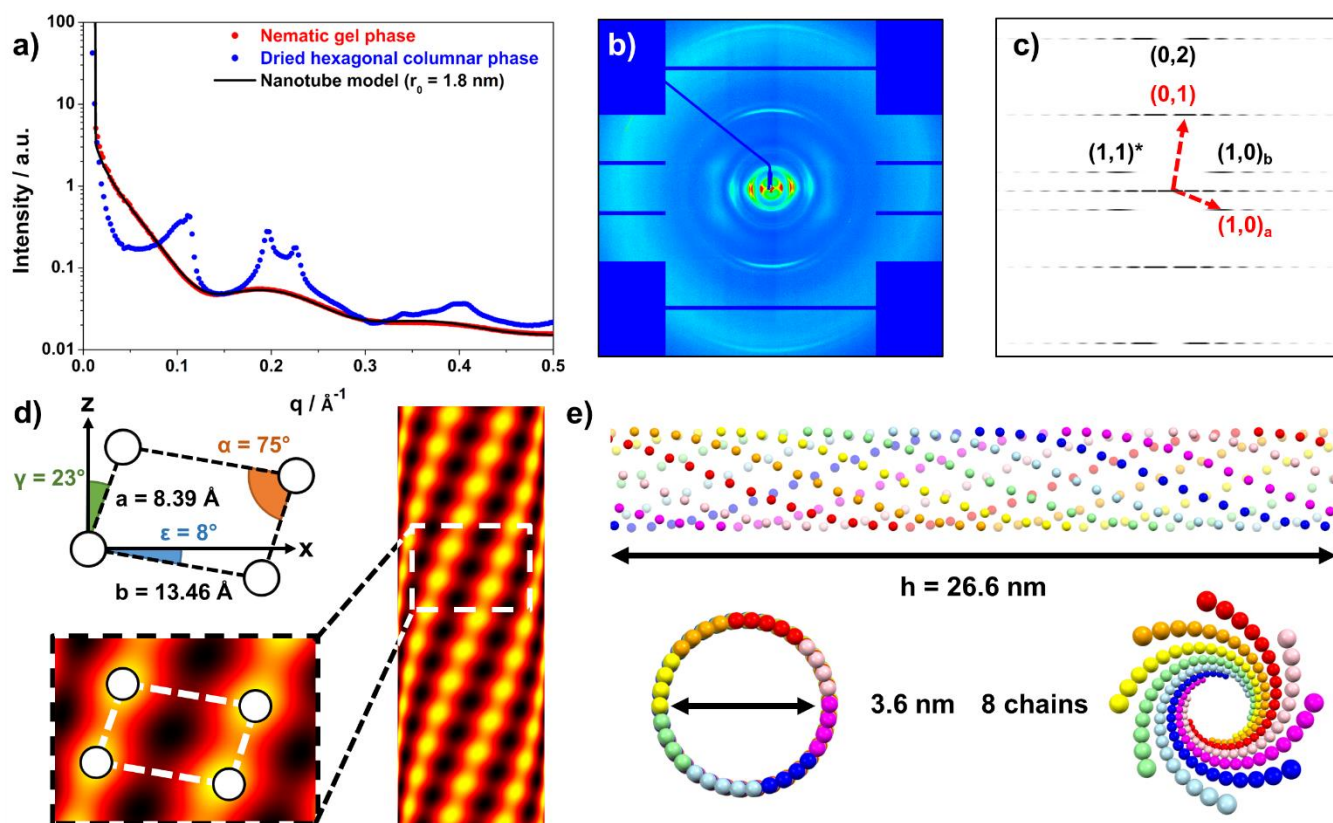 a)
Nematic gel phase
Dried hexagonal columnar phase
Nanotube model (r₀ = 1.8 nm)
Intensity / a.u.
100
10
1
0.1
0.01
0.0
0.1
0.2
0.3
0.4
0.5
q / Å⁻¹
b)
c)
(0,2)
(0,1)
(1,1)*
(1,0)b
(1,0)a
d)
z
α = 75°
γ = 23°
a = 8.39 Å
ε = 8°
x
b = 13.46 Å
e)
h = 26.6 nm
3.6 nm
8 chains